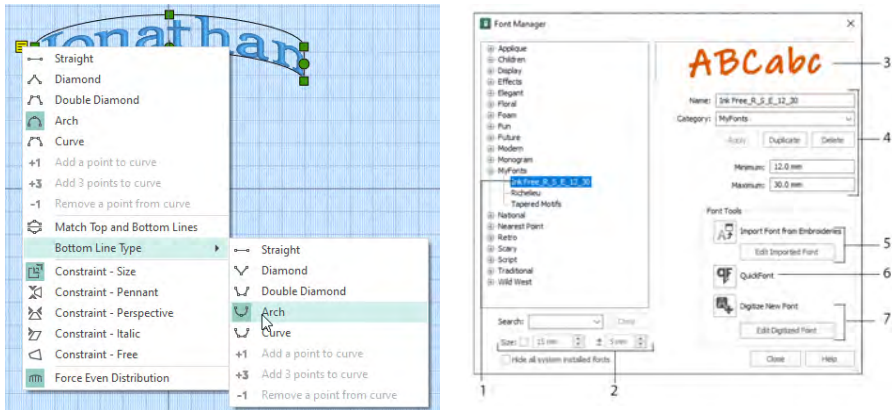 Jonathan
Straight
Diamond
Double Diamond
Arch
Curve
+1 Add a point to curve
+3 Add 3 points to curve
-1 Remove a point from curve
Match Top and Bottom Lines
Bottom Line Type
Constraint - Size
Constraint - Pennant
Constraint - Perspective
Constraint - Italic
Constraint - Free
Force Even Distribution
Straight
Diamond
Double Diamond
Arch
Curve
+1 Add a point to curve
+3 Add 3 points to curve
-1 Remove a point from curve
Font Manager
Applique
Children
Display
Effects
Elegant
Floral
Foam
Fun
Future
Modern
Monogram
MyFonts
Ink Free_R_S_E_12_30
Richelieu
Tapered Motifs
National
Nearest Point
Retro
Scary
Script
Traditional
Wild West
Search: Clear
Size: 15 mm ± 5 mm
Hide all system installed fonts
1
2
ABCabc
3
Name: Ink Free_R_S_E_12_30
Category: MyFonts
Apply Duplicate Delete
4
Minimum: 12.0 mm
Maximum: 30.0 mm
Font Tools
Import Font from Embroideries
5
Edit Imported Font
QF QuickFont
6
Digitize New Font
7
Edit Digitized Font
Close Help